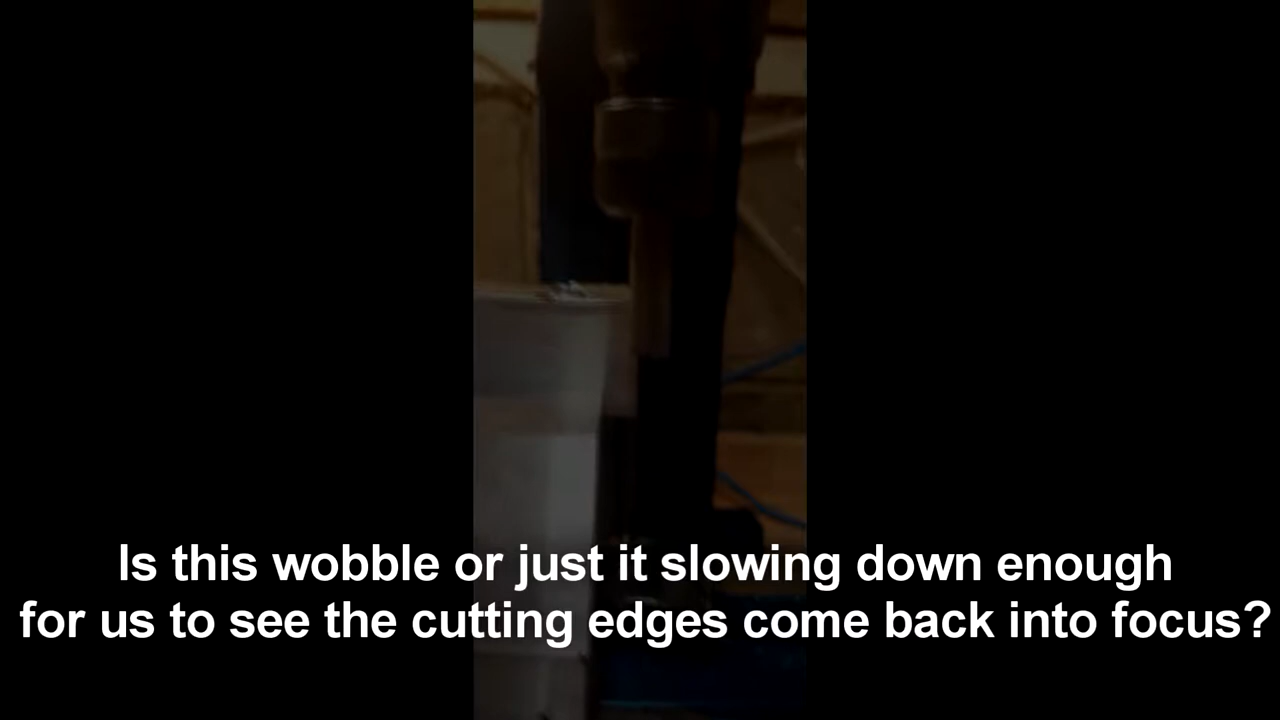 Is this wobble or just it slowing down enough
for us to see the cutting edges come back into focus?